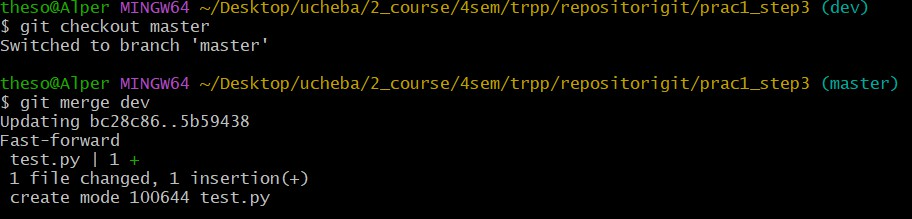 theso@Alper MINGW64 ~/Desktop/ucheba/2_course/4sem/trpp/repositorigit/prac1_step3 (dev)
$ git checkout master
Switched to branch 'master'
theso@Alper MINGW64 ~/Desktop/ucheba/2_course/4sem/trpp/repositorigit/prac1_step3 (master)
$ git merge dev
Updating bc28c86..5b59438
Fast-forward
 test.py | 1 +
 1 file changed, 1 insertion(+)
 create mode 100644 test.py